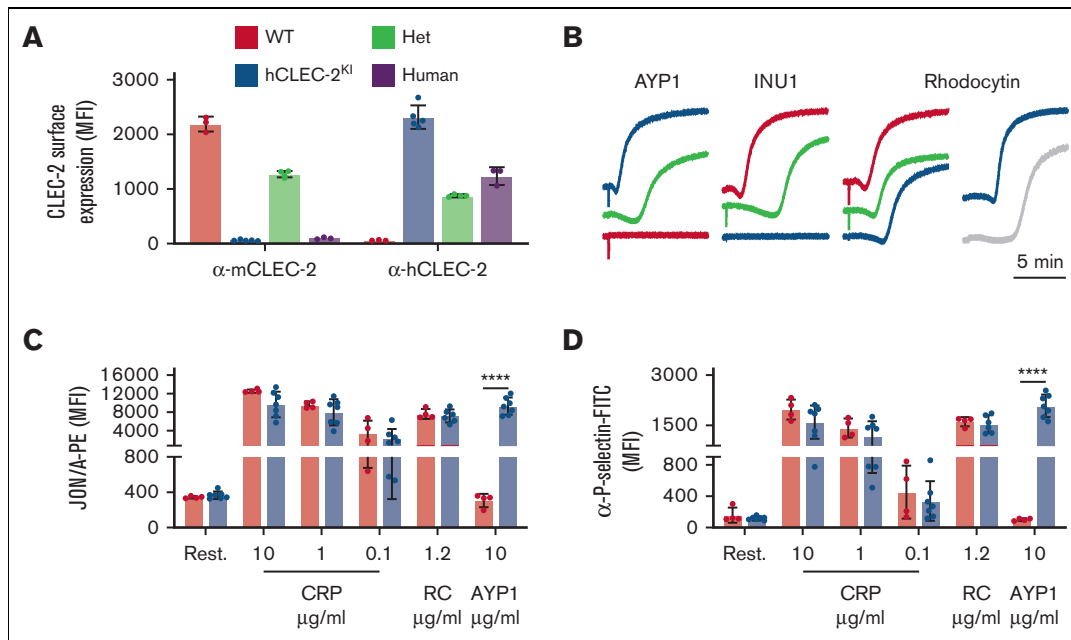 A
WT
hCLEC-2KI
Het
Human
CLEC-2 surface
expression (MFI)
3000
2000
1000
0
α-mCLEC-2
α-hCLEC-2
B
AYP1
INU1
Rhodocytin
5 min
C
JON/A-PE (MFI)
16000
12000
8000
4000
800
400
0
****
Rest.
10
1
0.1
1.2
10
CRP
μg/ml
RC
μg/ml
AYP1
μg/ml
D
α-P-selectin-FITC
(MFI)
3000
1500
800
400
0
****
Rest.
10
1
0.1
1.2
10
CRP
μg/ml
RC
μg/ml
AYP1
μg/ml